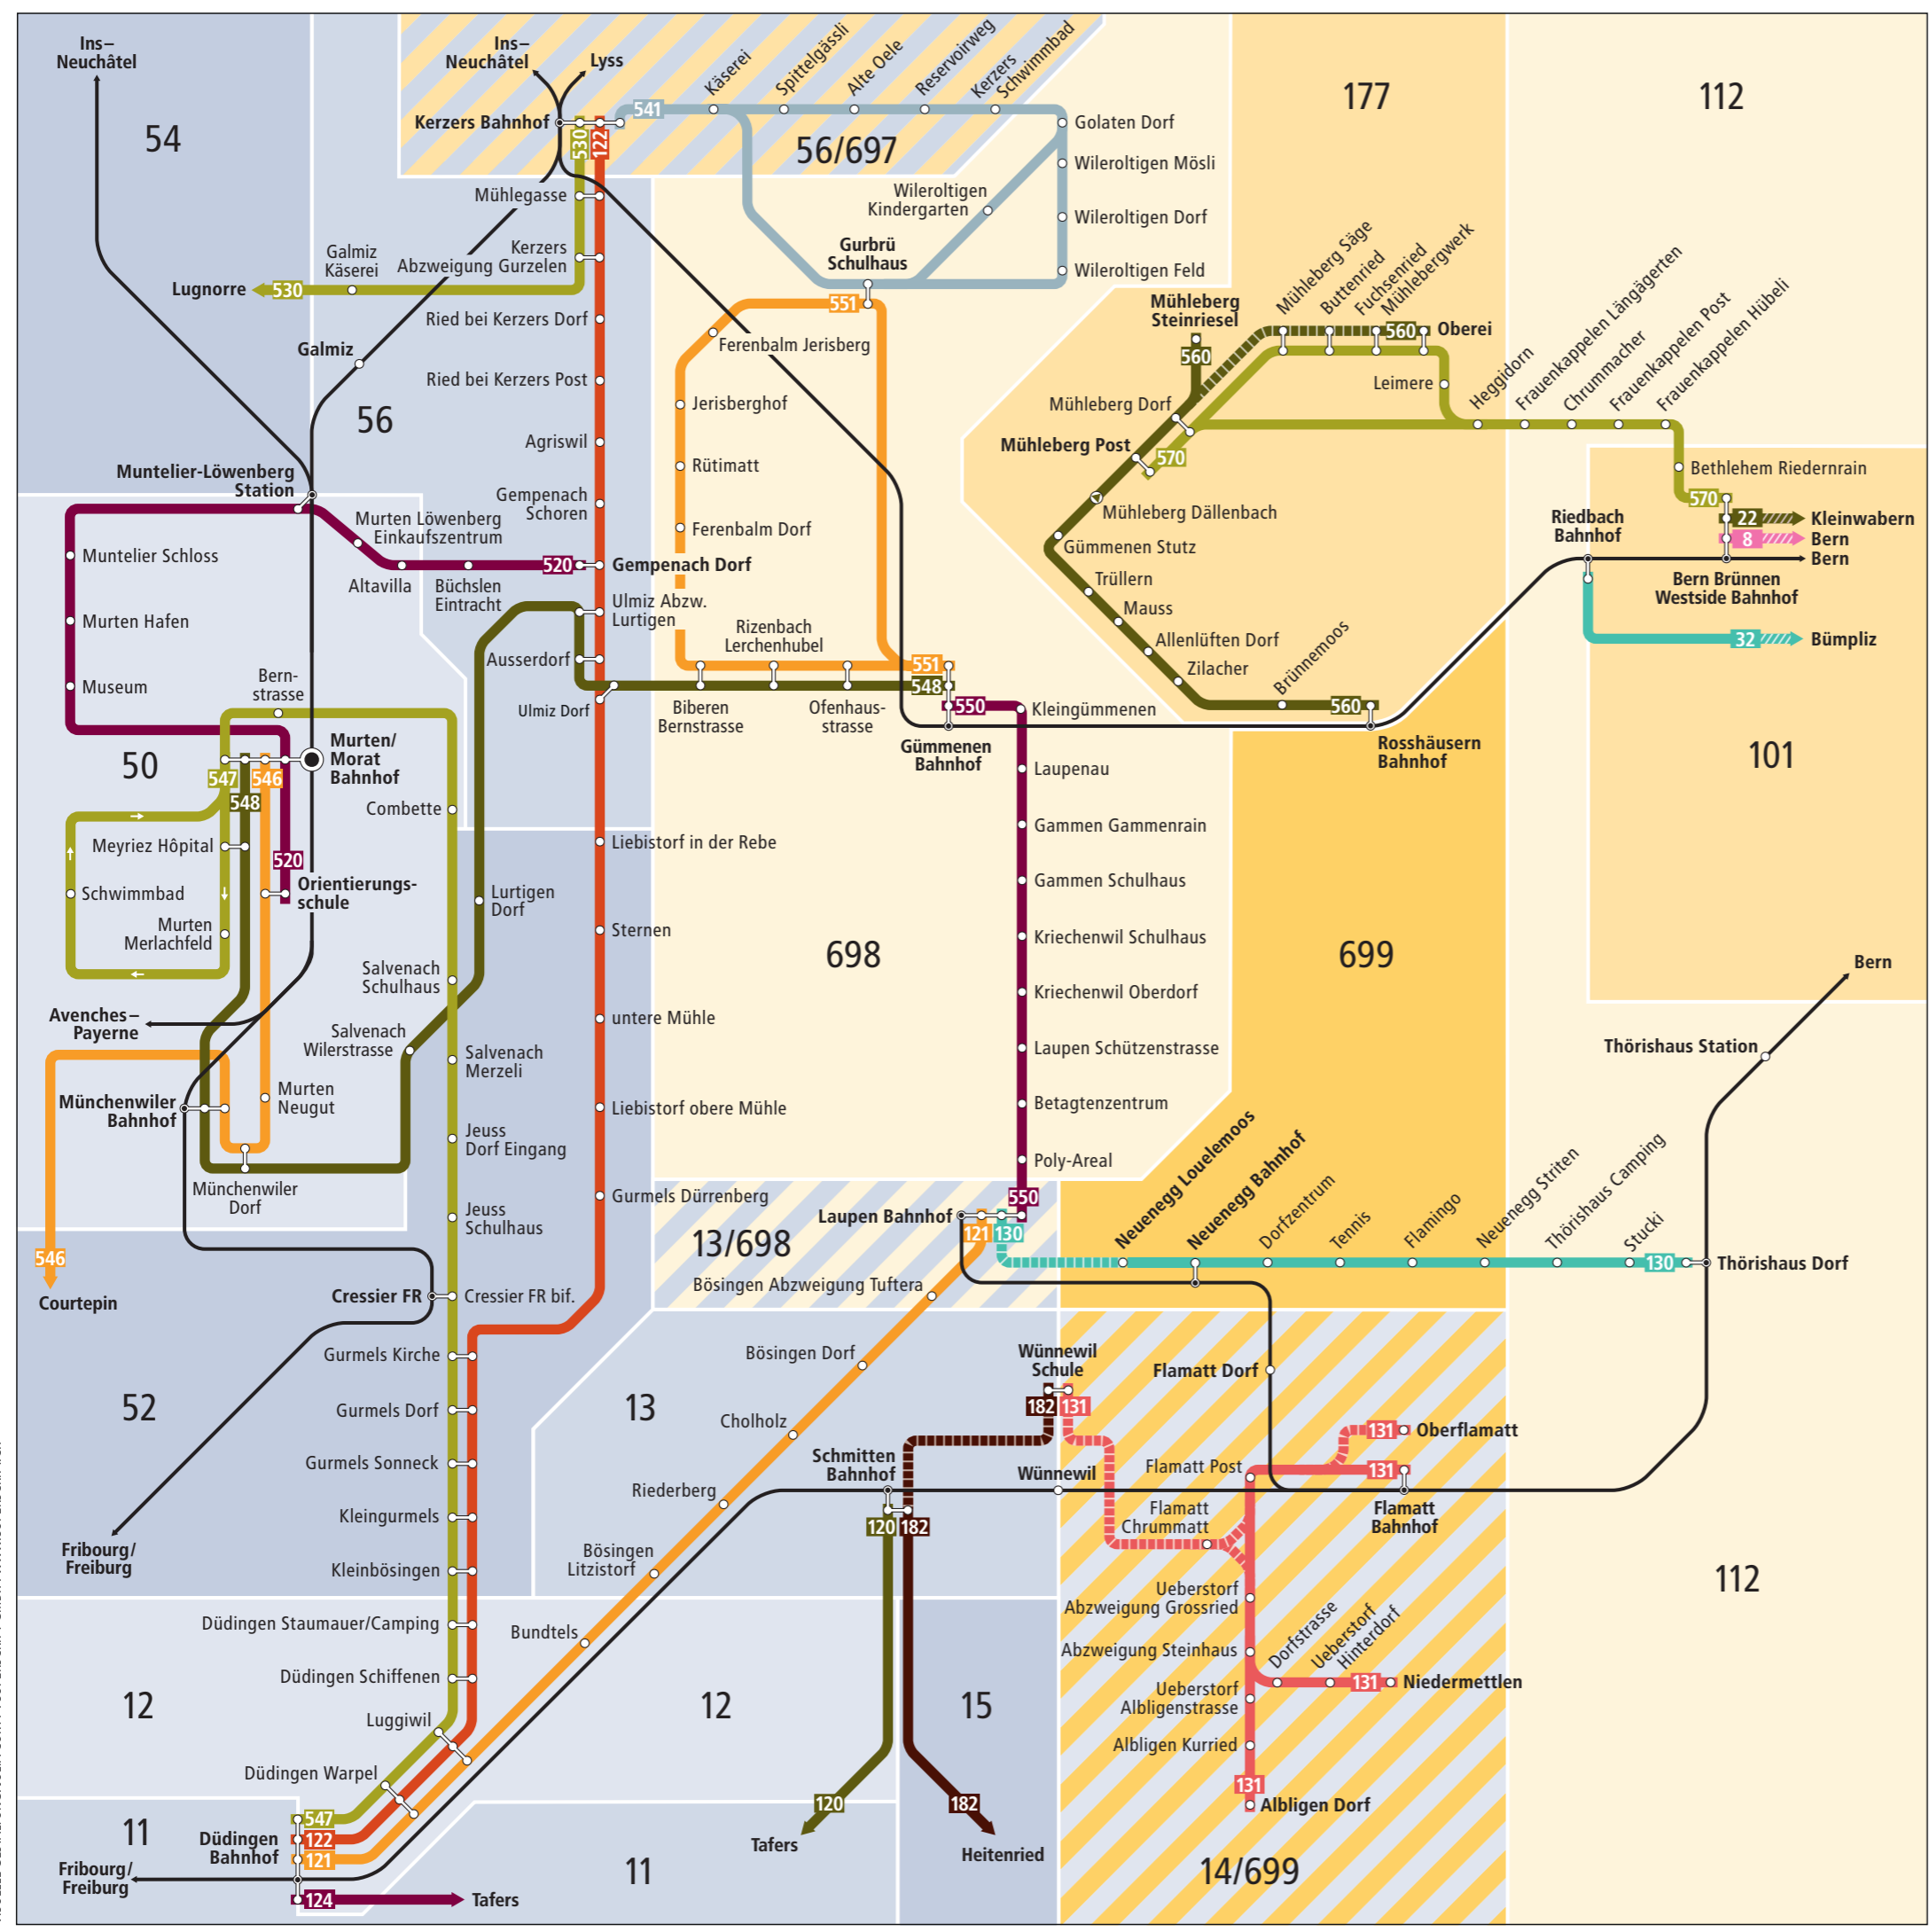 Ins–
Neuchâtel
54
Ins–
Neuchâtel
Lyss
Kerzers Bahnhof
530
122
541
Käserei
Spittelgässli
Alte Oele
Reservoirweg
Kerzers
Schwimmbad
56/697
177
112
Golaten Dorf
Wileroltigen Mösli
Wileroltigen
Kindergarten
Wileroltigen Dorf
Wileroltigen Feld
Gurbrü
Schulhaus
Mühlegasse
Kerzers
Abzweigung Gurzelen
Galmiz
Käserei
Lugnorre
530
Ried bei Kerzers Dorf
Galmiz
Ried bei Kerzers Post
56
Agriswil
Gempenach
Schoren
551
Ferenbalm Jerisberg
Jerisberghof
Rütimatt
Ferenbalm Dorf
Mühleberg
Steinriesel
560
Mühleberg Säge
Buttenried
Fuchsenried
Mühlebergwerk
560
Oberei
Leimere
Heggidorn
Frauenkappelen Längägerten
Chrummacher
Frauenkappelen Post
Frauenkappelen Hübeli
Mühleberg Dorf
Mühleberg Post
570
Mühleberg Dällenbach
Gümmenen Stutz
Trüllern
Mauss
Allenlüften Dorf
Zilacher
Brünnemoos
560
Rosshäusern
Bahnhof
Bethlehem Riedernrain
570
Riedbach
Bahnhof
22
Kleinwabern
8
Bern
Bern
Bern Brünnen
Westside Bahnhof
32
Bümpliz
101
Muntelier-Löwenberg
Station
Murten Löwenberg
Einkaufszentrum
Altavilla
Büchslen
Eintracht
520
Gempenach Dorf
Muntelier Schloss
Murten Hafen
Museum
Bern-
strasse
Ulmiz Abzw.
Lurtigen
Ausserdorf
Ulmiz Dorf
Rizenbach
Lerchenhubel
Biberen
Bernstrasse
Ofenhaus-
strasse
551
548
550
Kleingümmenen
Gümmenen
Bahnhof
50
Murten/
Morat
Bahnhof
547
546
548
520
Meyriez Hôpital
Schwimmbad
Murten
Merlachfeld
Orientierungs-
schule
Combette
Lurtigen
Dorf
Salvenach
Schulhaus
Salvenach
Wilerstrasse
Salvenach
Merzeli
Jeuss
Dorf Eingang
Jeuss
Schulhaus
Avenches–
Payerne
Münchenwiler
Bahnhof
Murten
Neugut
Münchenwiler
Dorf
546
Courtepin
Liebistorf in der Rebe
Sternen
untere Mühle
Liebistorf obere Mühle
Gurmels Dürrenberg
698
699
Laupenau
Gammen Gammenrain
Gammen Schulhaus
Kriechenwil Schulhaus
Kriechenwil Oberdorf
Laupen Schützenstrasse
Betagtenzentrum
Poly-Areal
550
Laupen Bahnhof
121
130
13/698
Bösingen Abzweigung Tuftera
Neuenegg Louelemoos
Neuenegg Bahnhof
Dorfzentrum
Tennis
Flamingo
Neuenegg Striten
Thörishaus Camping
Stucki
130
Thörishaus Dorf
Thörishaus Station
Bern
Cressier FR
Cressier FR bif.
Gurmels Kirche
Gurmels Dorf
Gurmels Sonneck
Kleingurmels
Kleinbösingen
Düdingen Staumauer/Camping
Düdingen Schiffenen
Luggiwil
Düdingen Warpel
52
Fribourg/
Freiburg
13
Bösingen Dorf
Cholholz
Riederberg
Bösingen
Litzistorf
Bundtels
Schmitten
Bahnhof
120
182
Wünnewil
Schule
182
131
Wünnewil
Flamatt Dorf
Flamatt Post
131
Oberflamatt
131
Flamatt
Bahnhof
Flamatt
Chrummatt
Ueberstorf
Abzweigung Grossried
Abzweigung Steinhaus
Dorfstrasse
Ueberstorf
Hinterdorf
131
Niedermettlen
Ueberstorf
Albligenstrasse
Albligen Kurried
131
Albligen Dorf
14/699
112
12
12
15
11
11
120
Tafers
182
Heitenried
547
122
121
Düdingen
Bahnhof
Fribourg/
Freiburg
124
Tafers